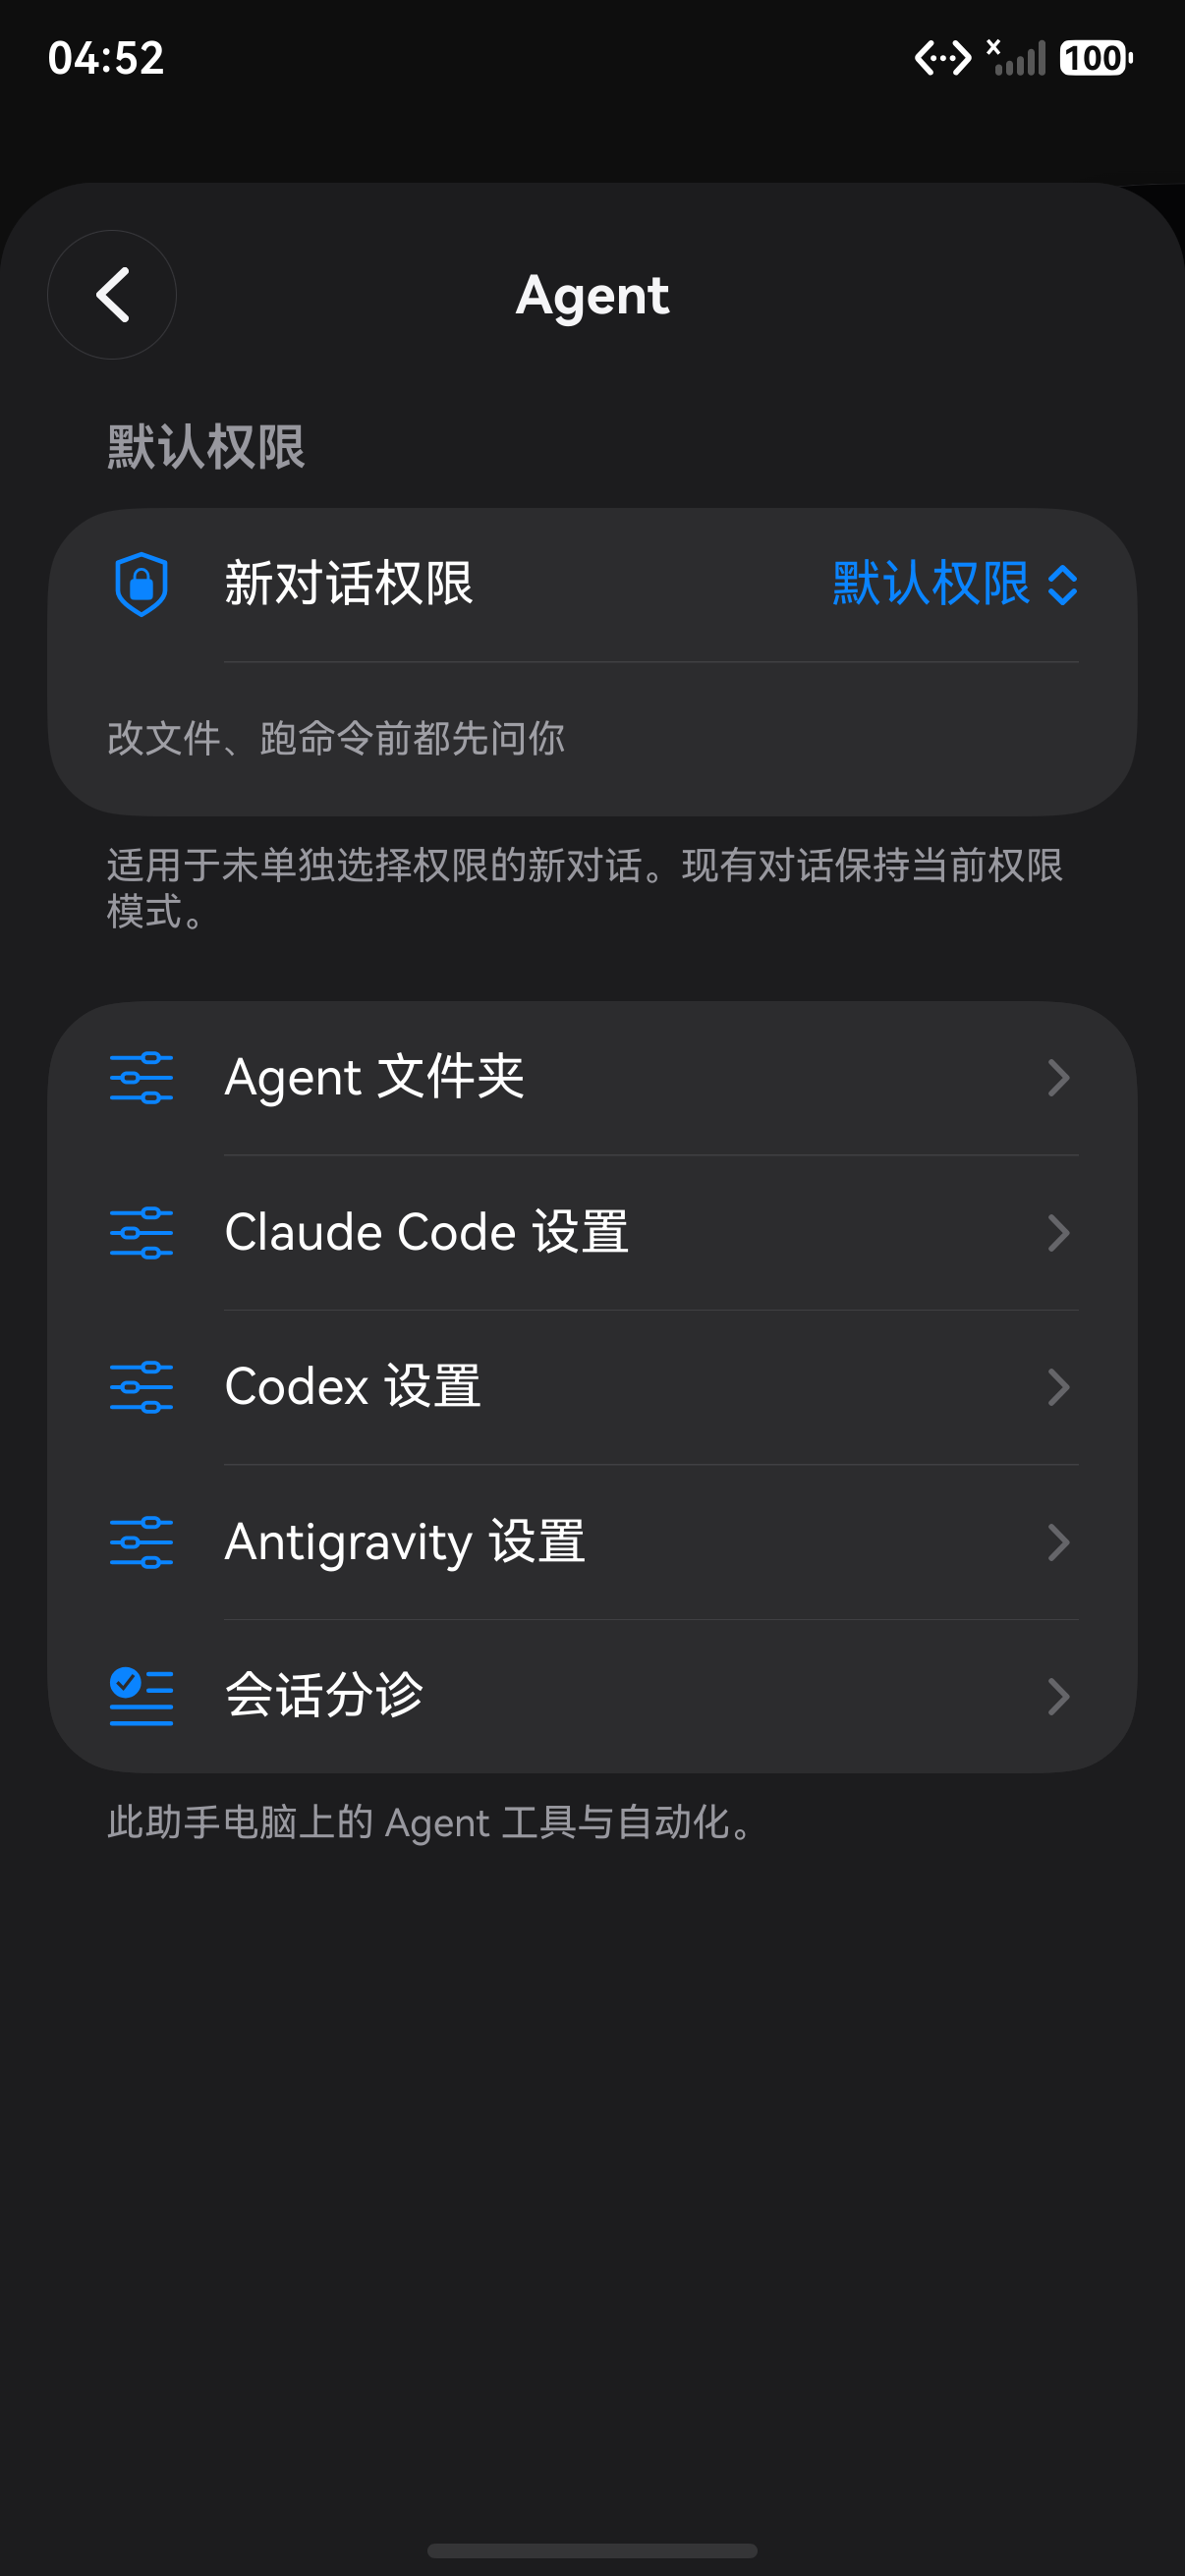 04:52
100
Agent
默认权限
新对话权限
默认权限
改文件、跑命令前都先问你
适用于未单独选择权限的新对话。现有对话保持当前权限
模式。
Agent 文件夹
Claude Code 设置
Codex 设置
Antigravity 设置
会话分诊
此助手电脑上的 Agent 工具与自动化。